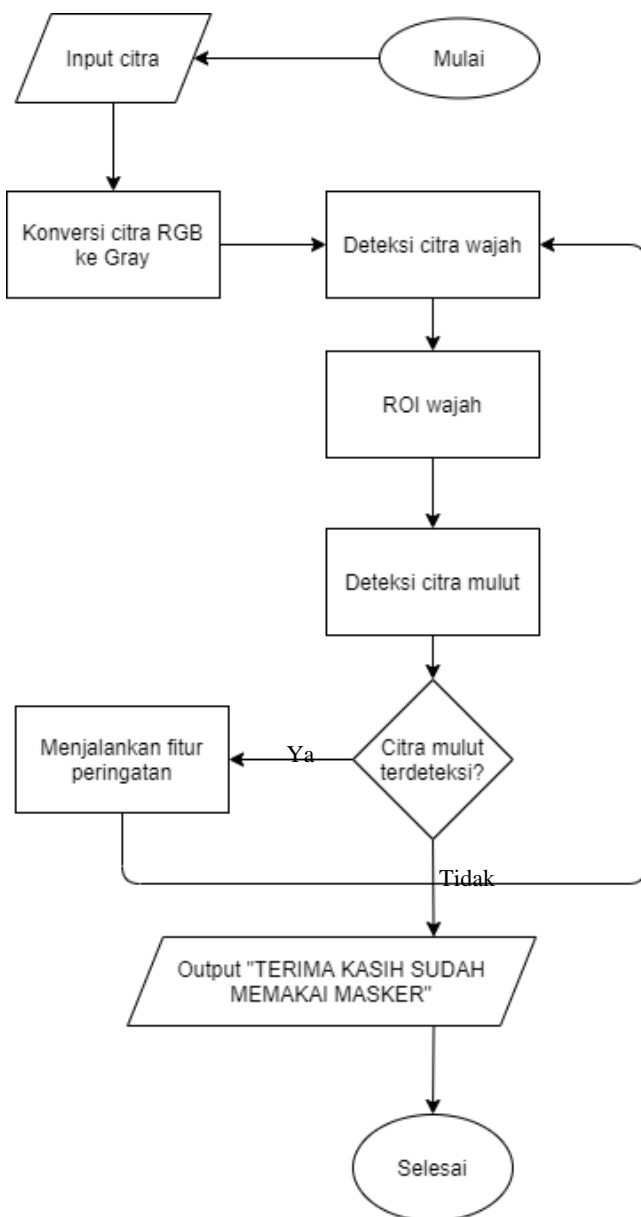 Mulai
Input citra
Konversi citra RGB
ke Gray
Deteksi citra wajah
ROI wajah
Deteksi citra mulut
Citra mulut
terdeteksi?
Ya
Menjalankan fitur
peringatan
Tidak
Output "TERIMA KASIH SUDAH
MEMAKAI MASKER"
Selesai